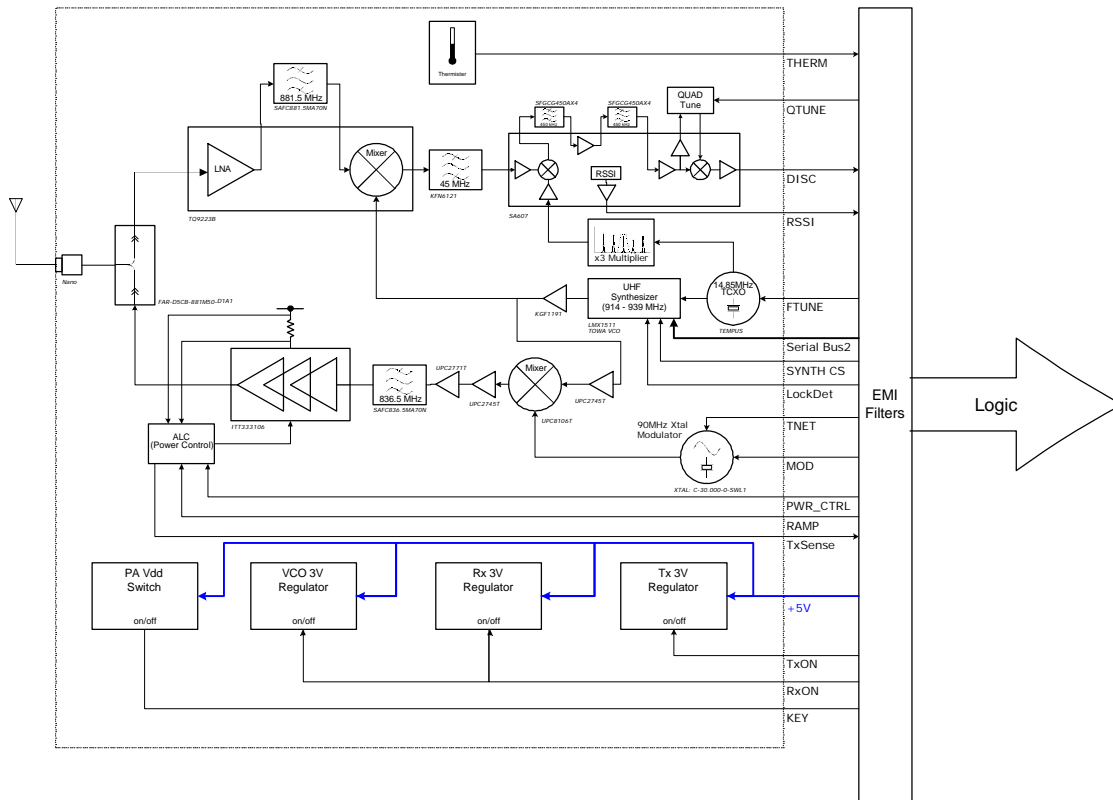 Thermister
THERM
881.5 MHz
SAFC881.5MA70N
SFGCG450AX4
SFGCG450AX4
QUAD
Tune
QTUNE
450 kHz
450 kHz
LNA
Mixer
45 MHz
KFN6121
RSSI
DISC
TQ9223B
SA607
RSSI
x3 Multiplier
Nano
FAR-D5CB-881M50-D1A1
UHF
Synthesizer
(914 - 939 MHz)
14.85MHz
TCXO
FTUNE
KGF1191
LMX1511
TOWA VCO
TEMPUS
Serial Bus2
SYNTH CS
LockDet
UPC2771T
Mixer
836.5 MHz
SAFC836.5MA70N
UPC2745T
UPC2745T
UPC8106T
ITT333106
EMI
Filters
Logic
TNET
90MHz Xtal
Modulator
ALC
(Power Control)
MOD
XTAL: C-30.000-0-SWL1
PWR_CTRL
RAMP
TxSense
PA Vdd
Switch
on/off
VCO 3V
Regulator
on/off
Rx 3V
Regulator
on/off
Tx 3V
Regulator
on/off
+5V
TxON
RxON
KEY